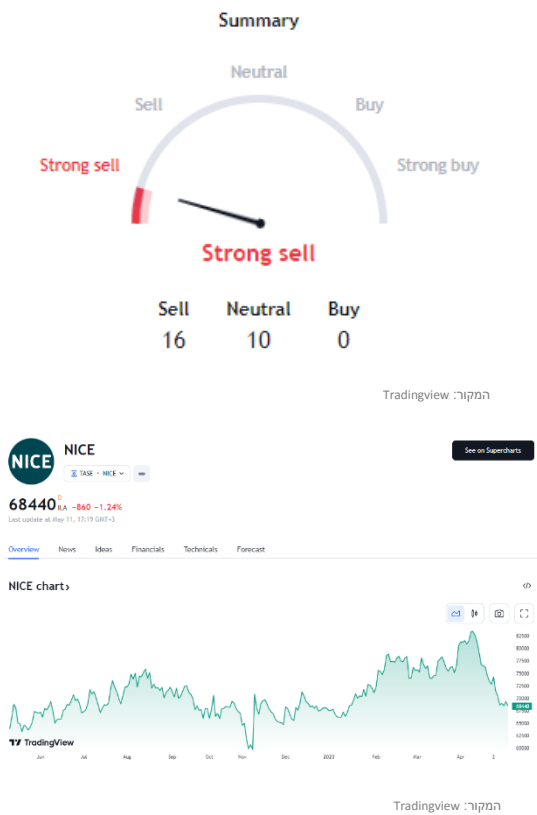 Summary
Neutral
Sell Buy
Strong sell Strong buy
Strong sell
Sell Neutral Buy
16 10 0
המקור: Tradingview
NICE
NICE
TASE • NICE
See on Supercharts
68440 D ILA −860 −1.24%
Last update at May 11, 17:19 GMT+3
Overview News Ideas Financials Technicals Forecast
NICE chart ›
82500
80000
77500
75000
72500
70000
68440
65000
62500
60000
TradingView
Jun Jul Aug Sep Oct Nov Dec 2023 Feb Mar Apr 2
המקור: Tradingview